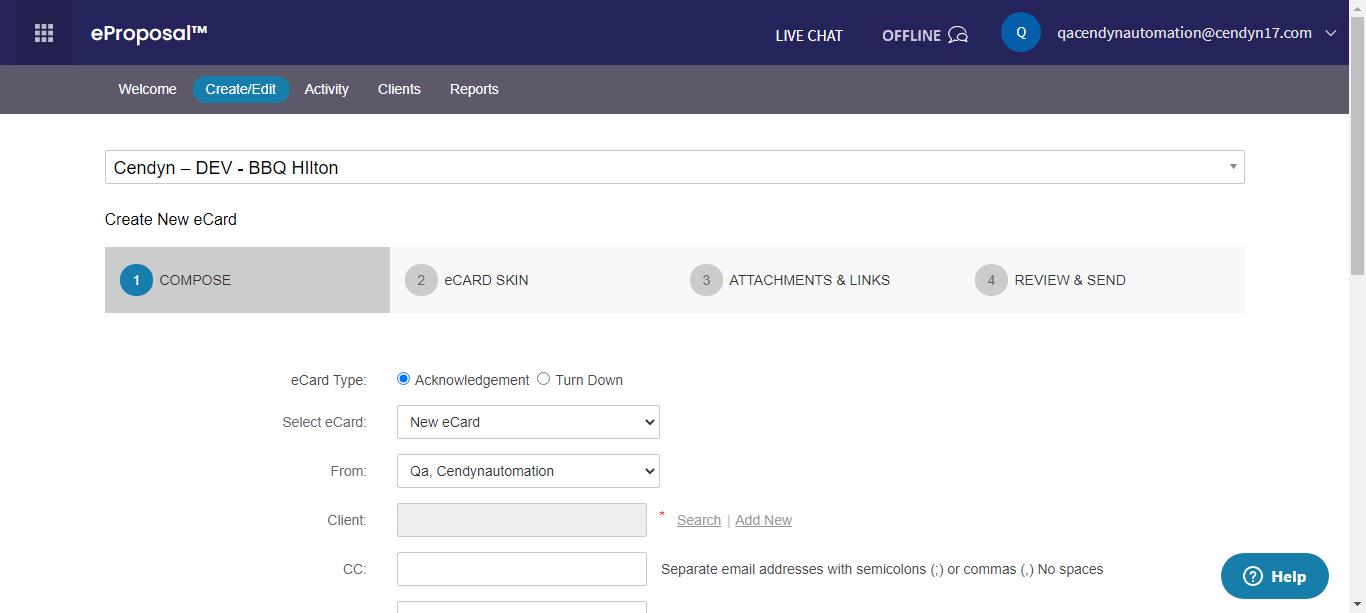 eProposal™
LIVE CHAT
OFFLINE
Q
qacendynautomation@cendyn17.com
Welcome
Create/Edit
Activity
Clients
Reports
Cendyn – DEV - BBQ HIlton
Create New eCard
1 COMPOSE
2 eCARD SKIN
3 ATTACHMENTS & LINKS
4 REVIEW & SEND
eCard Type: Acknowledgement Turn Down
Select eCard: New eCard
From: Qa, Cendynautomation
Client: * Search | Add New
CC: Separate email addresses with semicolons (;) or commas (,) No spaces
? Help